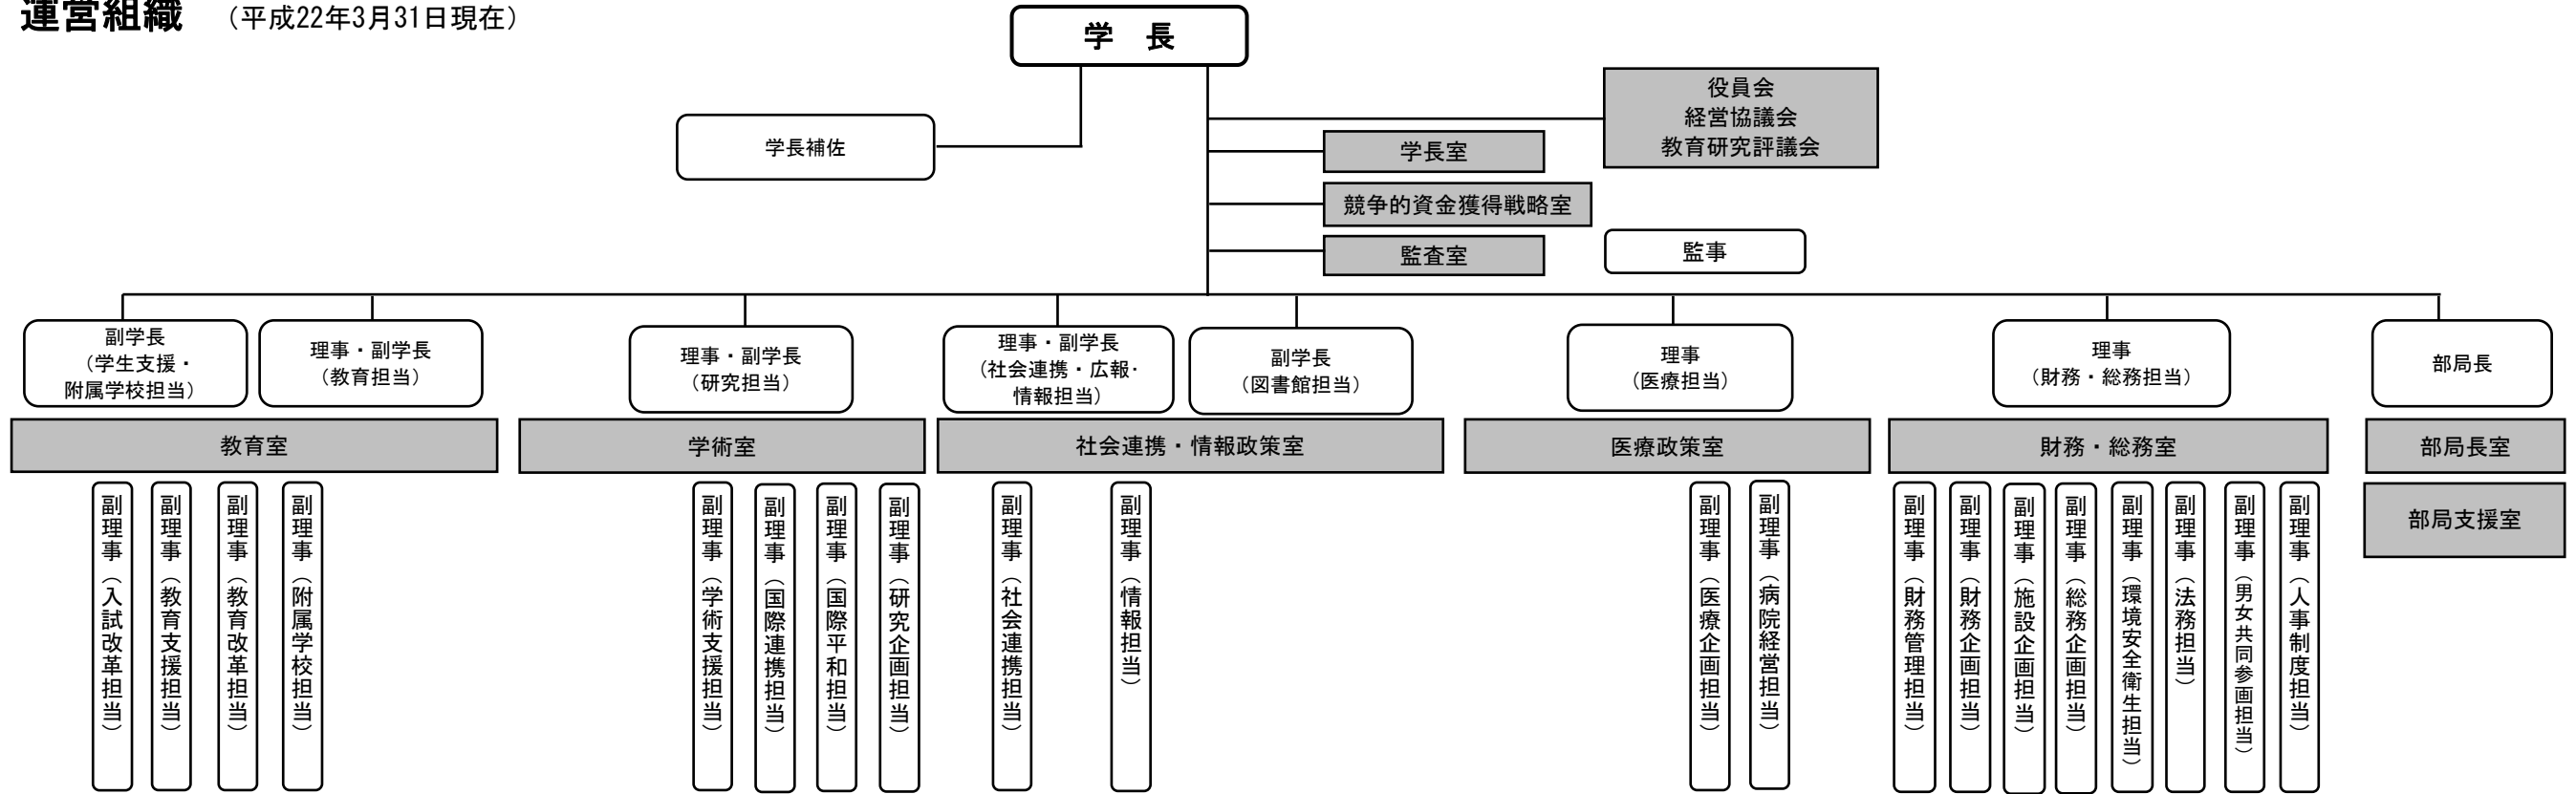 運営組織 （平成22年3月31日現在）
学 長
役員会
経営協議会
教育研究評議会
学長補佐
学長室
競争的資金獲得戦略室
監査室
監事
副学長
（学生支援・
附属学校担当）
理事・副学長
（教育担当）
理事・副学長
（研究担当）
理事・副学長
（社会連携・広報・
情報担当）
副学長
（図書館担当）
理事
（医療担当）
理事
（財務・総務担当）
部局長
教育室
学術室
社会連携・情報政策室
医療政策室
財務・総務室
部局長室
部局支援室
副理事（入試改革担当）
副理事（教育支援担当）
副理事（教育改革担当）
副理事（附属学校担当）
副理事（学術支援担当）
副理事（国際連携担当）
副理事（国際平和担当）
副理事（研究企画担当）
副理事（社会連携担当）
副理事（情報担当）
副理事（医療企画担当）
副理事（病院経営担当）
副理事（財務管理担当）
副理事（財務企画担当）
副理事（施設企画担当）
副理事（総務企画担当）
副理事（環境安全衛生担当）
副理事（法務担当）
副理事（男女共同参画担当）
副理事（人事制度担当）